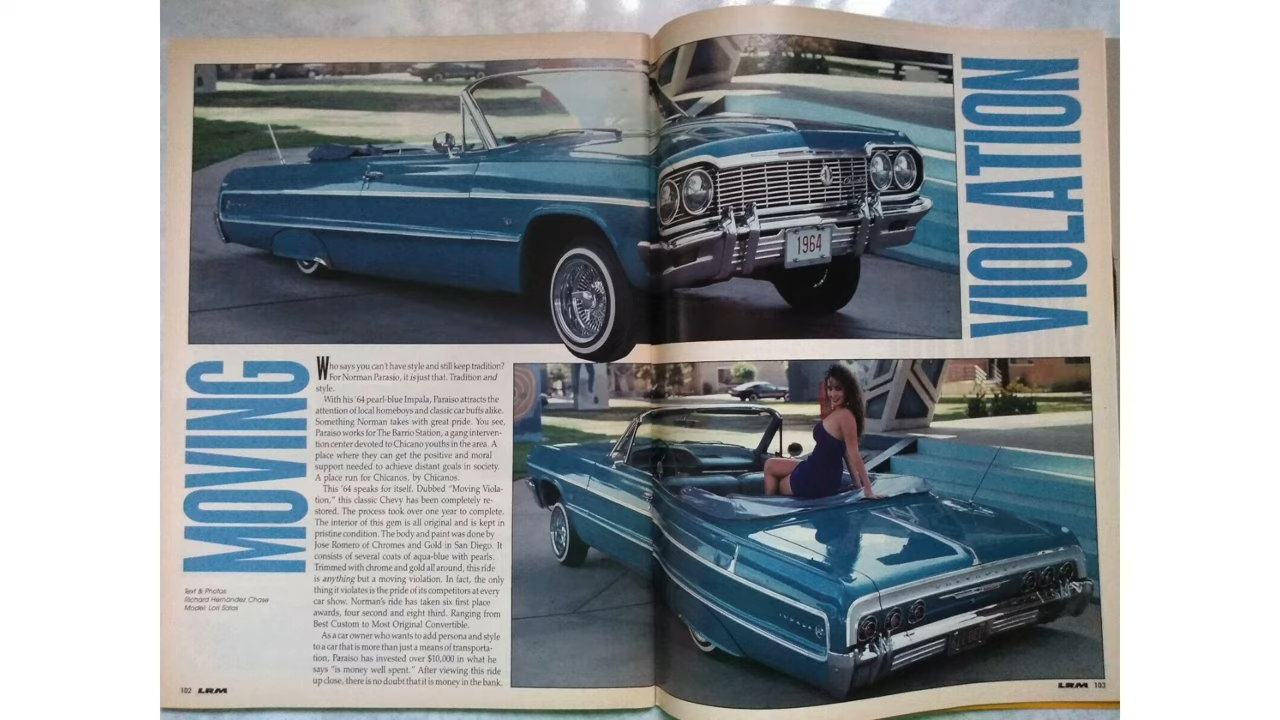 MOVING
VIOLATION
1964
Who says you can't have style and still keep tradition?
For Norman Parasio, it is just that. Tradition and
style.
With his '64 pearl-blue Impala, Paraiso attracts the
attention of local homeboys and classic car buffs alike.
Something Norman takes with great pride. You see,
Paraiso works for The Barrio Station, a gang interven-
tion center devoted to Chicano youths in the area. A
place where they can get the positive and moral
support needed to achieve distant goals in society.
A place run for Chicanos, by Chicanos.
This '64 speaks for itself. Dubbed "Moving Viola-
tion," this classic Chevy has been completely re-
stored. The process took over one year to complete.
The interior of this gem is all original and is kept in
pristine condition. The body and paint was done by
Jose Romero of Chromes and Gold in San Diego. It
consists of several coats of aqua-blue with pearls.
Trimmed with chrome and gold all around, this ride
is anything but a moving violation. In fact, the only
thing it violates is the pride of its competitors at every
car show. Norman's ride has taken six first place
awards, four second and eight third. Ranging from
Best Custom to Most Original Convertible.
As a car owner who wants to add persona and style
to a car that is more than just a means of transporta-
tion, Paraiso has invested over $10,000 in what he
says "is money well spent." After viewing this ride
up close, there is no doubt that it is money in the bank.
Text & Photos
Richard Hernandez Chase
Model: Lori Salas
102 LRM
LRM 103